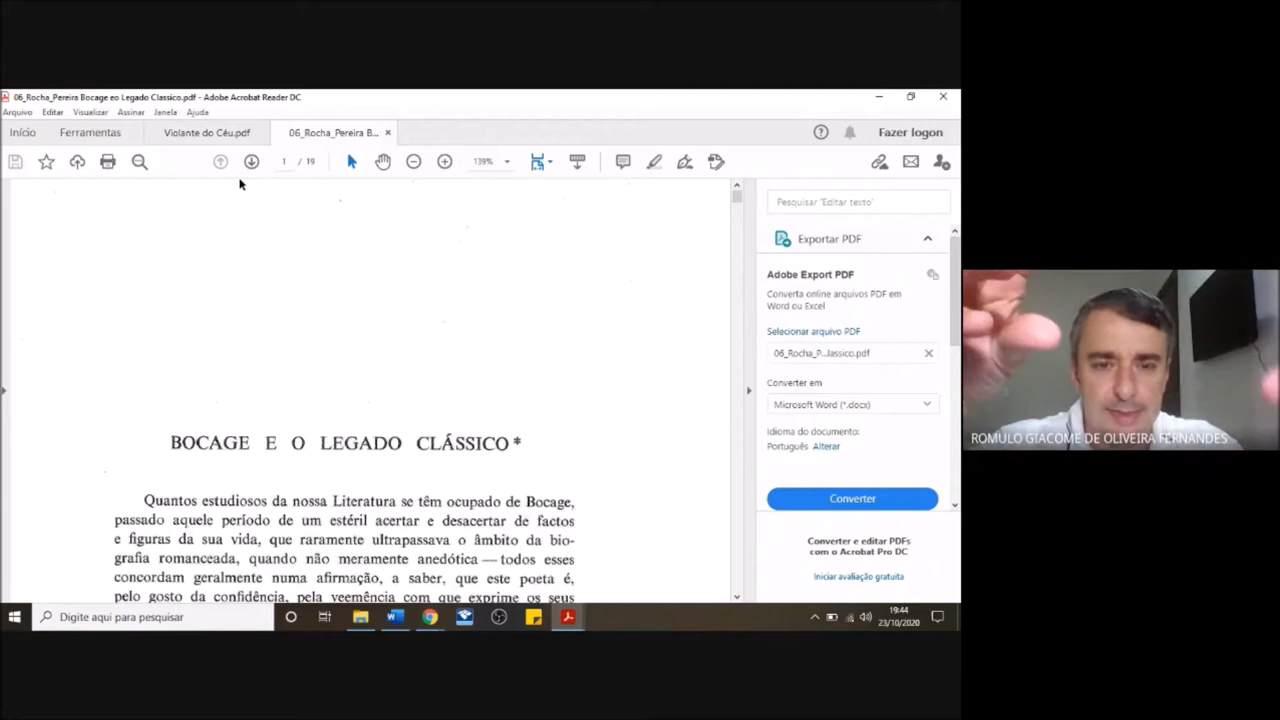 06_Rocha_Pereira Bocage eo Legado Classico.pdf - Adobe Acrobat Reader DC
Arquivo Editar Visualizar Assinar Janela Ajuda
Início Ferramentas Violante do Céu.pdf 06_Rocha_Pereira B... Fazer logon
1 / 19 139%
BOCAGE E O LEGADO CLÁSSICO*
Quantos estudiosos da nossa Literatura se têm ocupado de Bocage,
passado aquele período de um estéril acertar e desacertar de factos
e figuras da sua vida, que raramente ultrapassava o âmbito da bio-
grafia romanceada, quando não meramente anedótica — todos esses
concordam geralmente numa afirmação, a saber, que este poeta é,
pelo gosto da confidência, pela veemência com que exprime os seus
Pesquisar 'Editar texto'
Exportar PDF
Adobe Export PDF
Converta online arquivos PDF em
Word ou Excel
Selecionar arquivo PDF
06_Rocha_P...lassico.pdf
Converter em
Microsoft Word (*.docx)
Idioma do documento:
Português Alterar
Converter
Converter e editar PDFs
com o Acrobat Pro DC
Iniciar avaliação gratuita
ROMULO GIACOME DE OLIVEIRA FERNANDES
Digite aqui para pesquisar
19:44
23/10/2020